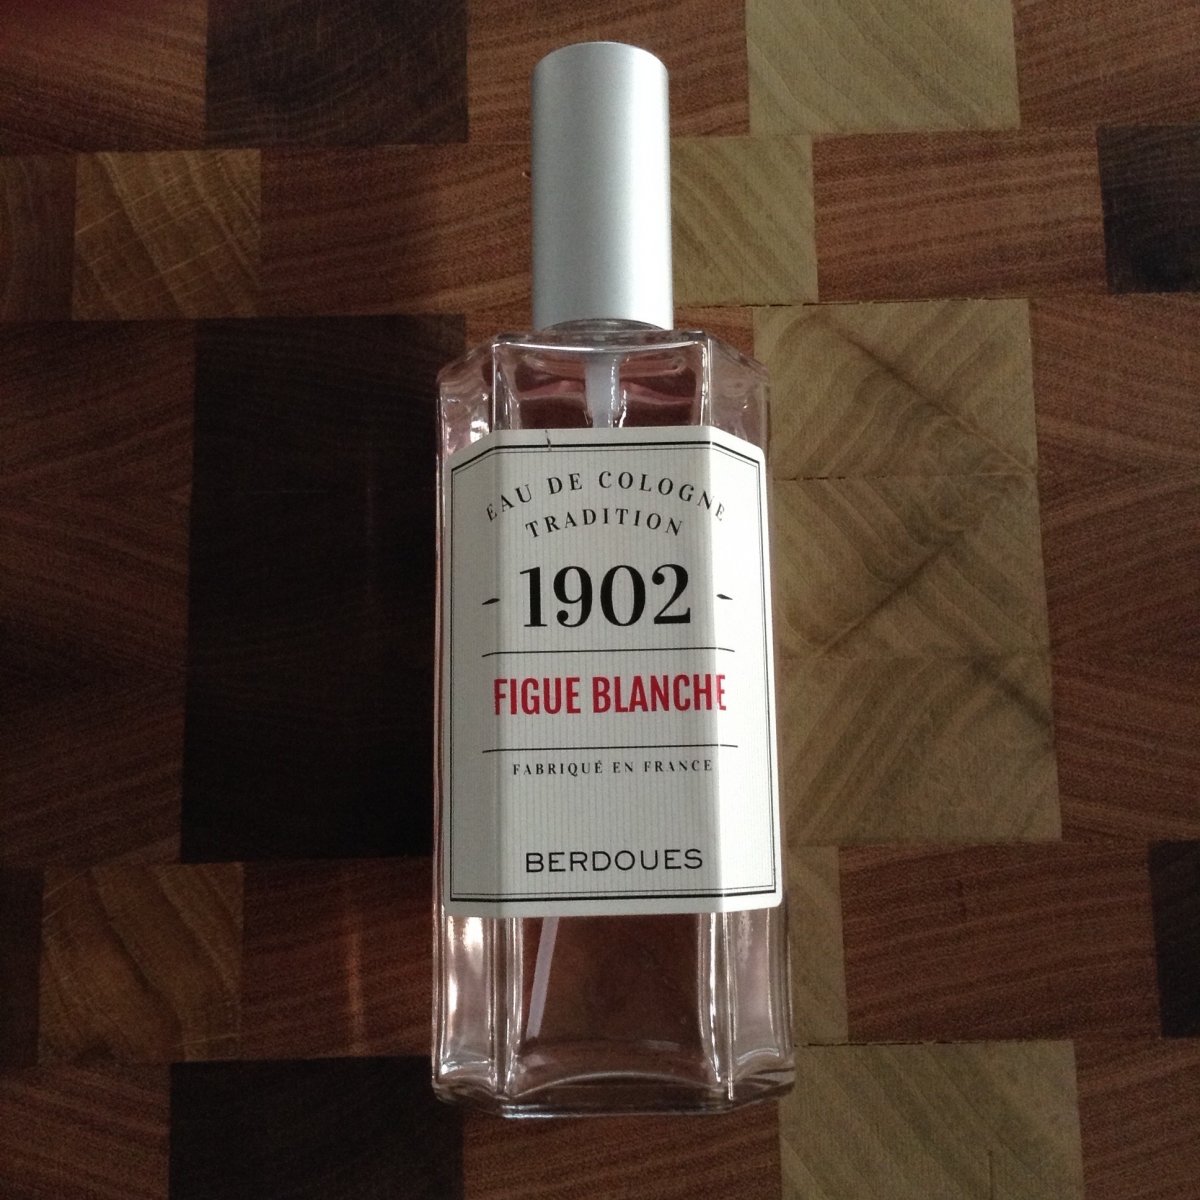 EAU DE COLOGNE
TRADITION
- 1902 -
FIGUE BLANCHE
FABRIQUÉ EN FRANCE
BERDOUES